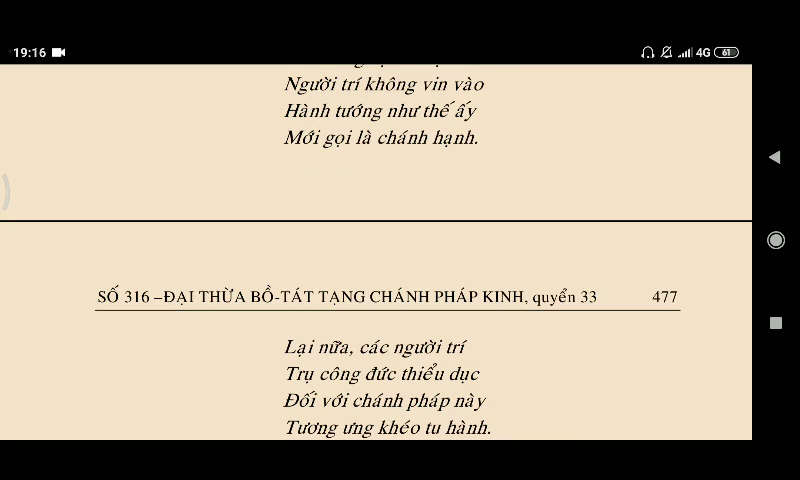 19:16
4G 61
Người trí không vin vào
Hành tướng như thế ấy
Mới gọi là chánh hạnh.
SỐ 316 –ĐẠI THỪA BỒ-TÁT TẠNG CHÁNH PHÁP KINH, quyển 33 477
Lại nữa, các người trí
Trụ công đức thiểu dục
Đối với chánh pháp này
Tương ưng khéo tu hành.